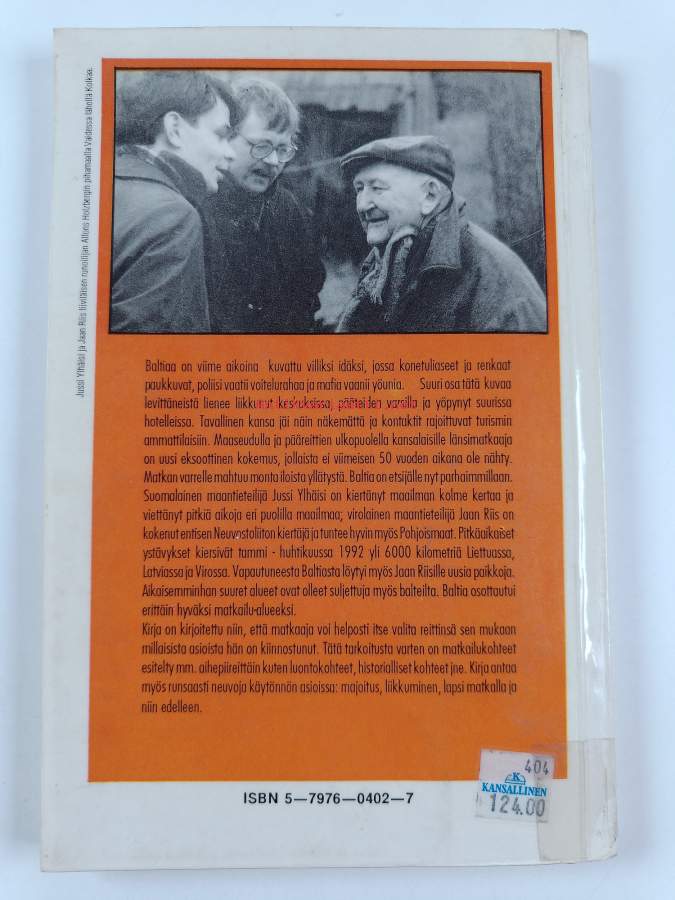 Jussi Ylhäisi ja Jaan Riis liiviläisen runoilijan Alfons Holzbergin pihamaalla Vaidessa lähellä Kolkaa.
Baltiaa on viime aikoina kuvattu villiksi idäksi, jossa konetuliaseet ja renkaat
paukkuvat, poliisi vaatii voitelurahaa ja mafia vaanii yöunia. Suuri osa tätä kuvaa
levittäneistä lienee liikkunut keskuksissa, pääteiden varsilla ja yöpynyt suurissa
hotelleissa. Tavallinen kansa jäi näin näkemättä ja kontaktit rajoittuvat turismin
ammattilaisiin. Maaseudulla ja pääreittien ulkopuolella kansalaisille länsimatkaaja
on uusi eksoottinen kokemus, jollaista ei viimeisen 50 vuoden aikana ole nähty.
Matkan varrelle mahtuu monta iloista yllätystä. Baltia on etsijälle nyt parhaimmillaan.
Suomalainen maantieteilijä Jussi Ylhäisi on kiertänyt maailman kolme kertaa ja
viettänyt pitkiä aikoja eri puolilla maailmaa; virolainen maantieteilijä Jaan Riis on
kokenut entisen Neuvostoliiton kiertäjä ja tuntee hyvin myös Pohjoismaat. Pitkäaikaiset
ystävykset kiersivät tammi - huhtikuussa 1992 yli 6000 kilometriä Liettuassa,
Latviassa ja Virossa. Vapautuneesta Baltiasta löytyi myös Jaan Riisille uusia paikkoja.
Aikaisemminhan suuret alueet ovat olleet suljettuja myös balteilta. Baltia osottautui
erittäin hyväksi matkailu-alueeksi.
Kirja on kirjoitettu niin, että matkaaja voi helposti itse valita reittinsä sen mukaan
millaisista asioista hän on kiinnostunut. Tätä tarkoitusta varten on matkailukohteet
esitelty mm. aihepiireittäin kuten luontokohteet, historialliset kohteet jne. Kirja antaa
myös runsaasti neuvoja käytönnön asioissa: majoitus, liikkuminen, lapsi matkalla ja
niin edelleen.
ISBN 5—7976—0402—7
404
K
KANSALLINEN
124.00